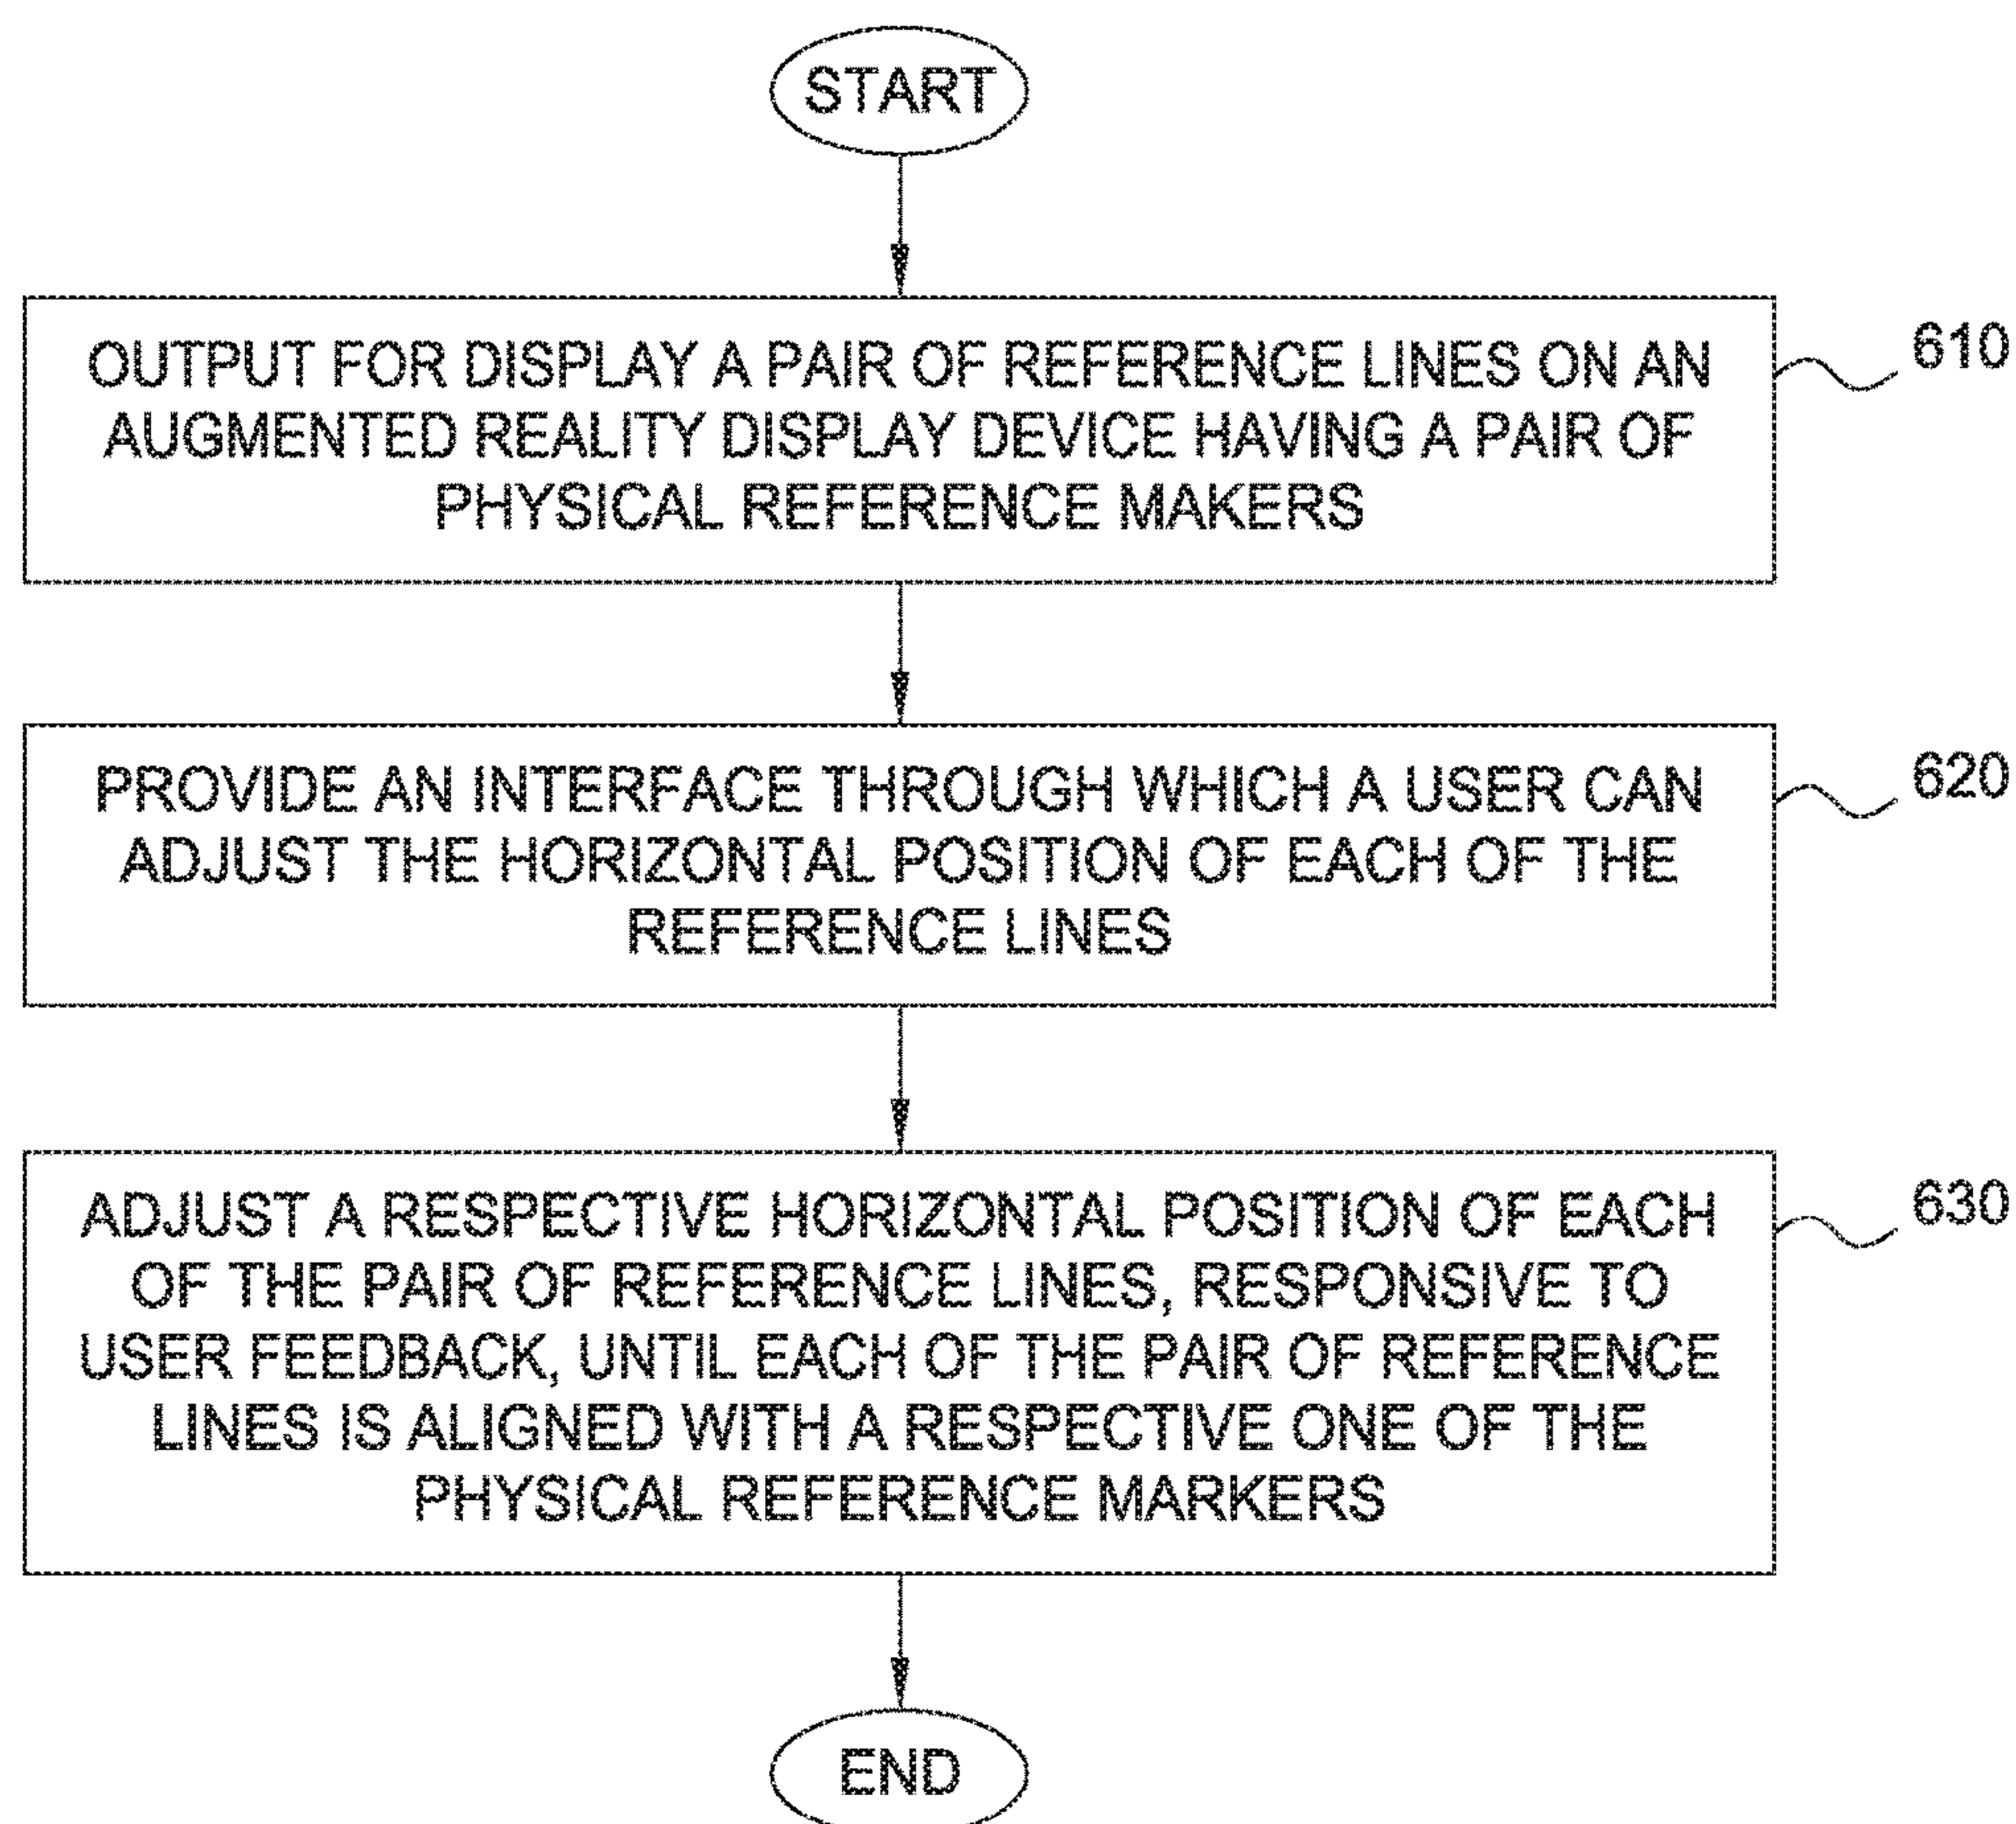 START
OUTPUT FOR DISPLAY A PAIR OF REFERENCE LINES ON AN
AUGMENTED REALITY DISPLAY DEVICE HAVING A PAIR OF
PHYSICAL REFERENCE MAKERS
610
PROVIDE AN INTERFACE THROUGH WHICH A USER CAN
ADJUST THE HORIZONTAL POSITION OF EACH OF THE
REFERENCE LINES
620
ADJUST A RESPECTIVE HORIZONTAL POSITION OF EACH
OF THE PAIR OF REFERENCE LINES, RESPONSIVE TO
USER FEEDBACK, UNTIL EACH OF THE PAIR OF REFERENCE
LINES IS ALIGNED WITH A RESPECTIVE ONE OF THE
PHYSICAL REFERENCE MARKERS
630
END